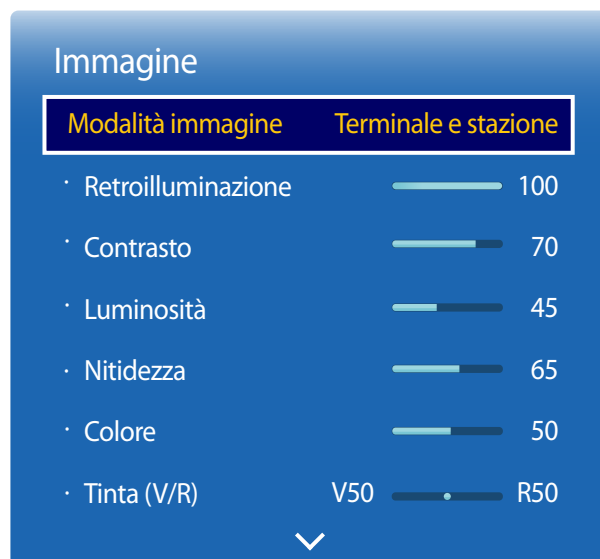 Immagine
Modalità immagine Terminale e stazione
· Retroilluminazione 100
· Contrasto 70
· Luminosità 45
· Nitidezza 65
· Colore 50
· Tinta (V/R) V50 R50